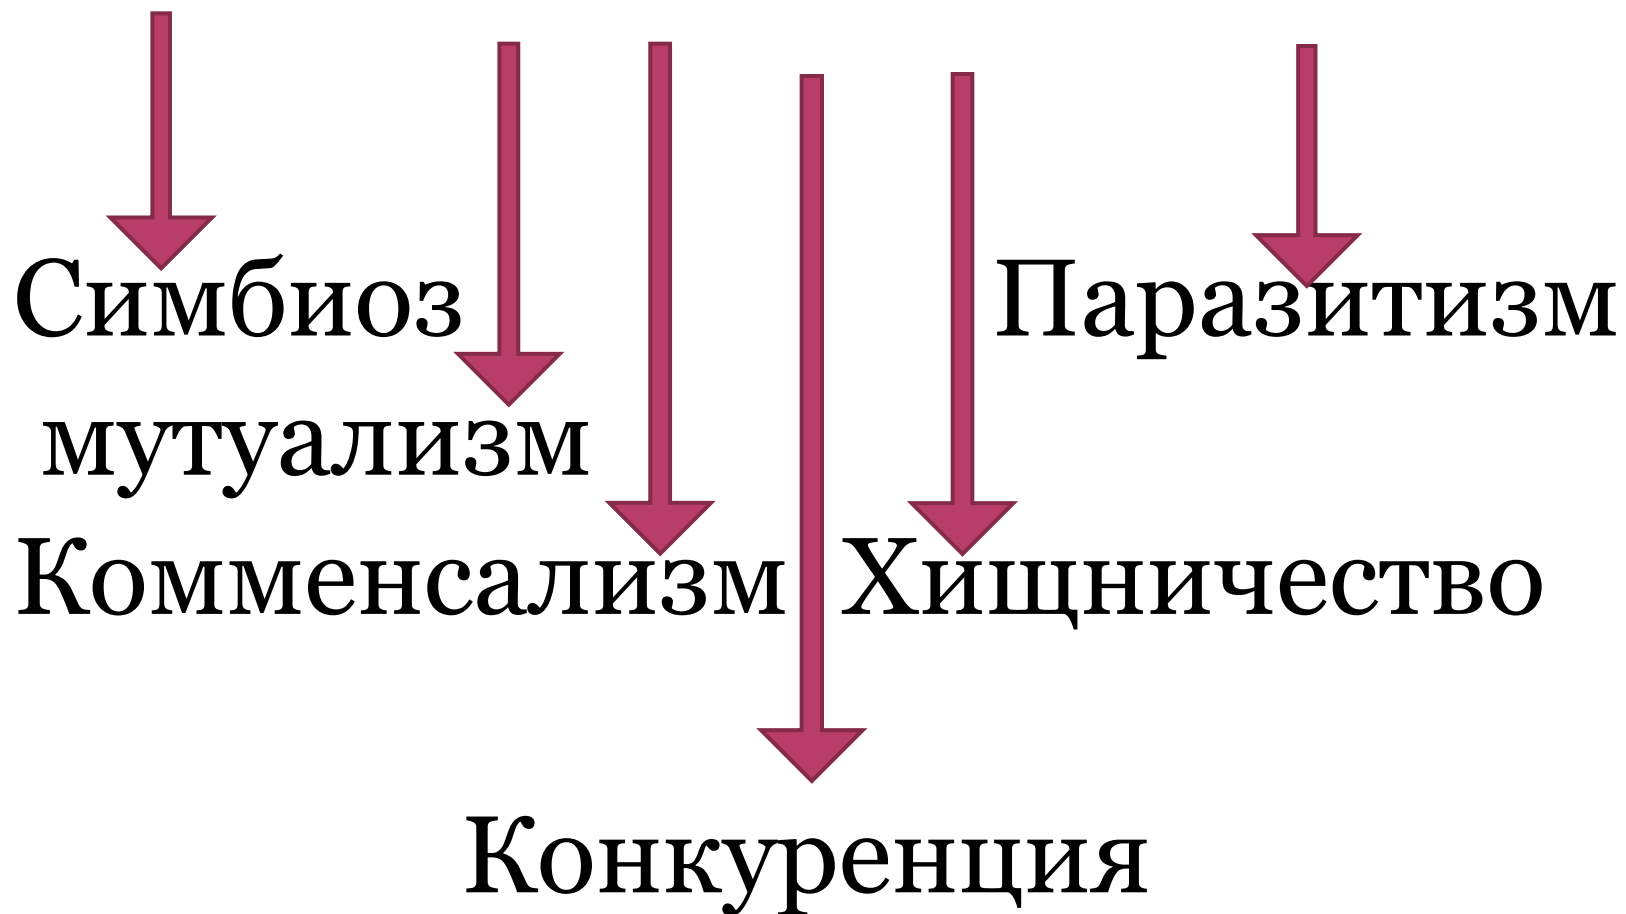 Симбиоз Паразитизм
мутуализм
Комменсализм Хищничество
Конкуренция